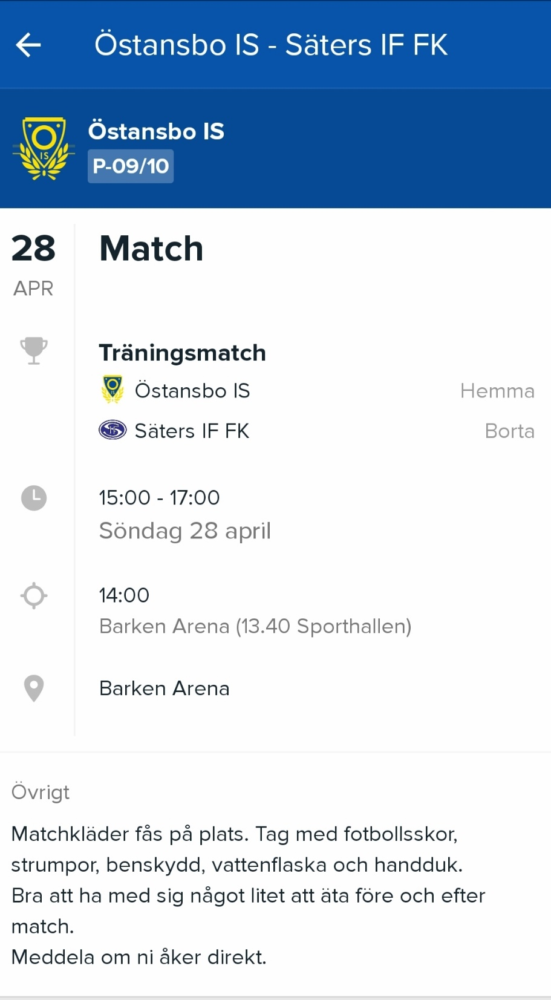 Östansbo IS - Säters IF FK
O
IS
Östansbo IS
P-09/10
28
APR
Match
Träningsmatch
Östansbo IS
Hemma
Säters IF FK
Borta
15:00 - 17:00
Söndag 28 april
14:00
Barken Arena (13.40 Sporthallen)
Barken Arena
Övrigt
Matchkläder fås på plats. Tag med fotbollsskor,
strumpor, benskydd, vattenflaska och handduk.
Bra att ha med sig något litet att äta före och efter
match.
Meddela om ni åker direkt.